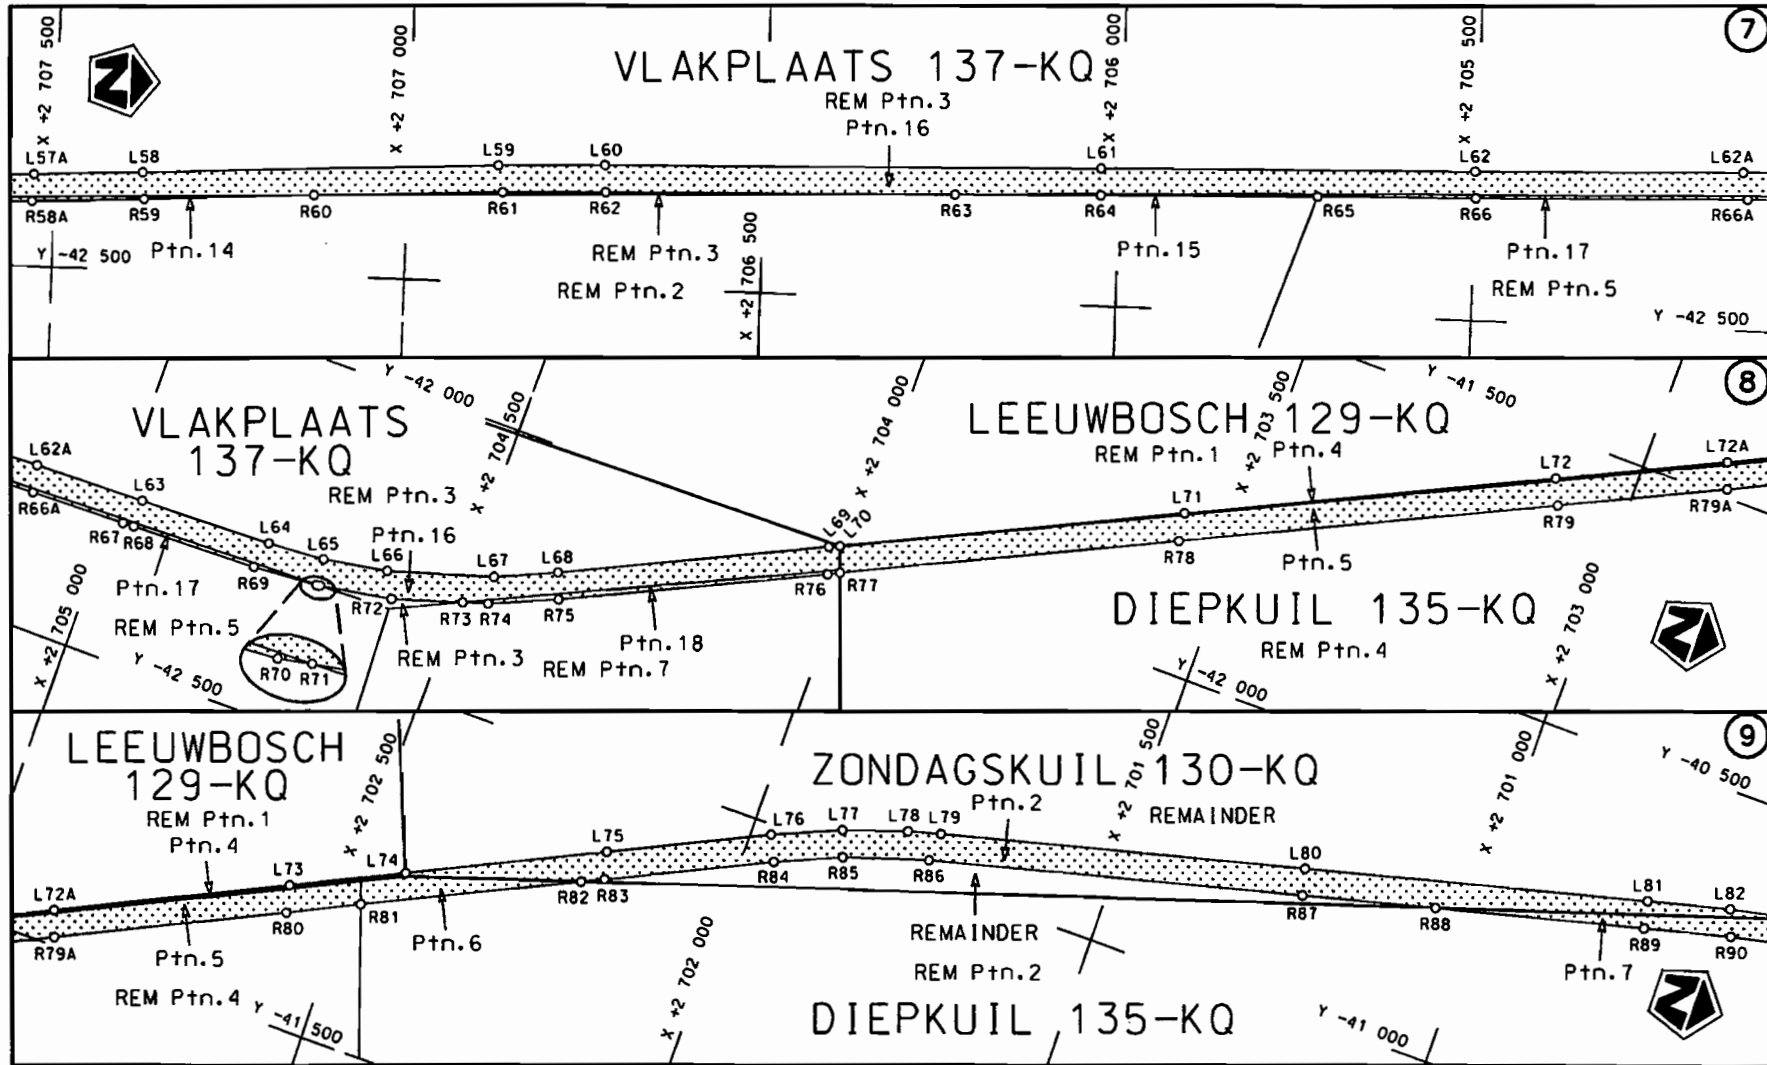 7
X +2 707 500
X +2 707 000
X +2 706 000
X +2 705 500
VLAKPLAATS 137-KQ
REM Ptn.3
Ptn.16
Z
L57A
L58
L59
L60
L61
L62
L62A
R58A
R59
R60
R61
R62
R63
R64
R65
R66
R66A
Y -42 500
Ptn.14
REM Ptn.3
REM Ptn.2
X +2 706 500
Ptn.15
Ptn.17
REM Ptn.5
Y -42 500
8
Y -42 000
X +2 704 500
X +2 704 000
X +2 703 500
Y -41 500
VLAKPLAATS
137-KQ
REM Ptn.3
Ptn.16
LEEUWBOSCH 129-KQ
REM Ptn.1
Ptn.4
L62A
L63
L64
L65
L66
L67
L68
L69
L70
L71
L72
L72A
R66A
R67
R68
R69
R70
R71
R72
R73
R74
R75
R76
R77
R78
R79
R79A
Ptn.17
REM Ptn.5
X +2 705 000
Y -42 500
REM Ptn.3
Ptn.18
REM Ptn.7
Ptn.5
DIEPKUIL 135-KQ
REM Ptn.4
Y -42 000
X +2 703 000
Z
9
LEEUWBOSCH
129-KQ
REM Ptn.1
Ptn.4
X +2 702 500
ZONDAGSKUIL 130-KQ
Ptn.2
REMAINDER
X +2 701 500
X +2 701 000
Y -40 500
L72A
L73
L74
L75
L76
L77
L78
L79
L80
L81
L82
R79A
R80
R81
R82
R83
R84
R85
R86
R87
R88
R89
R90
Ptn.5
REM Ptn.4
Ptn.6
Y -41 500
X +2 702 000
REMAINDER
REM Ptn.2
DIEPKUIL 135-KQ
Y -41 000
Ptn.7
Z